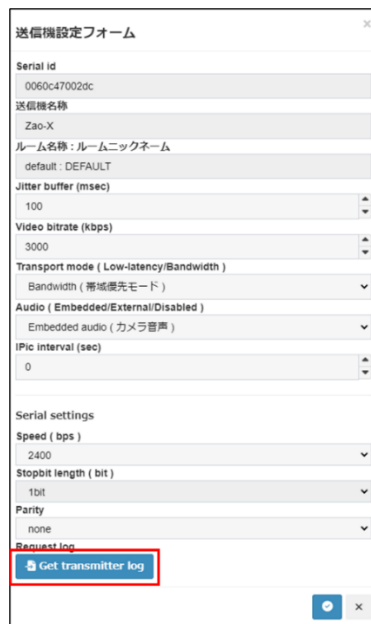 送信機設定フォーム
Serial id
0060c47002dc
送信機名称
Zao-X
ルーム名称 : ルームニックネーム
default : DEFAULT
Jitter buffer (msec)
100
Video bitrate (kbps)
3000
Transport mode ( Low-latency/Bandwidth )
Bandwidth ( 帯域優先モード )
Audio ( Embedded/External/Disabled )
Embedded audio ( カメラ音声 )
IPic interval (sec)
0
Serial settings
Speed ( bps )
2400
Stopbit length ( bit )
1bit
Parity
none
Request log
Get transmitter log